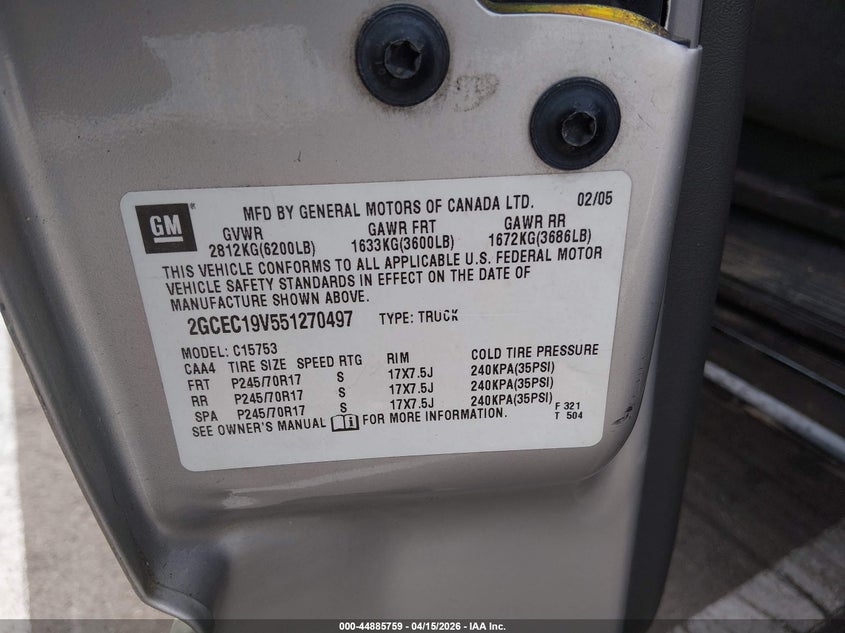 GM
MFD BY GENERAL MOTORS OF CANADA LTD. 02/05
GVWR GAWR FRT GAWR RR
2812KG(6200LB) 1633KG(3600LB) 1672KG(3686LB)
THIS VEHICLE CONFORMS TO ALL APPLICABLE U.S. FEDERAL MOTOR
VEHICLE SAFETY STANDARDS IN EFFECT ON THE DATE OF
MANUFACTURE SHOWN ABOVE.
2GCEC19V551270497 TYPE: TRUCK
MODEL: C15753
CAA4 TIRE SIZE SPEED RTG RIM COLD TIRE PRESSURE
FRT P245/70R17 S 17X7.5J 240KPA(35PSI)
RR P245/70R17 S 17X7.5J 240KPA(35PSI)
SPA P245/70R17 S 17X7.5J 240KPA(35PSI)
SEE OWNER'S MANUAL FOR MORE INFORMATION.
F 321
T 504
000-44885759 - 04/15/2026 - IAA Inc.